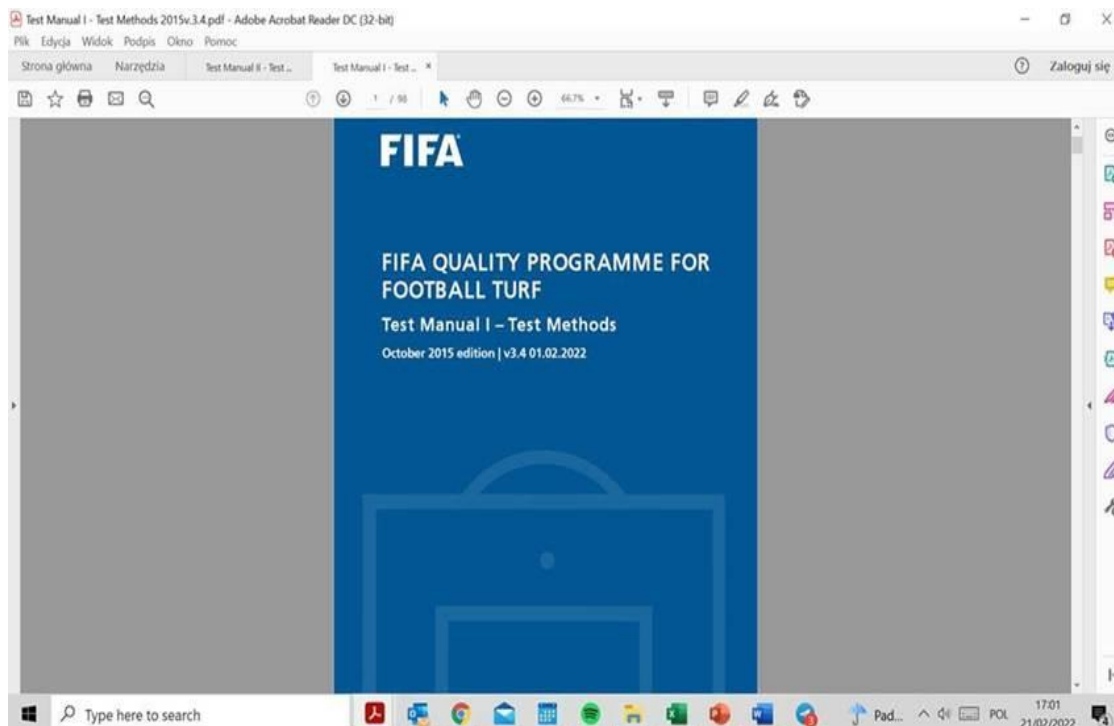 Test Manual I - Test Methods 2015v.3.4.pdf - Adobe Acrobat Reader DC (32-bit)
Plik Edycja Widok Podpis Okno Pomoc
Strona główna Narzędzia Test Manual II - Test ... Test Manual I - Test ... × Zaloguj się
1 / 98 66,7%
FIFA
FIFA QUALITY PROGRAMME FOR
FOOTBALL TURF
Test Manual I – Test Methods
October 2015 edition | v3.4 01.02.2022
Type here to search Pad... POL 17:01
21/02/2022